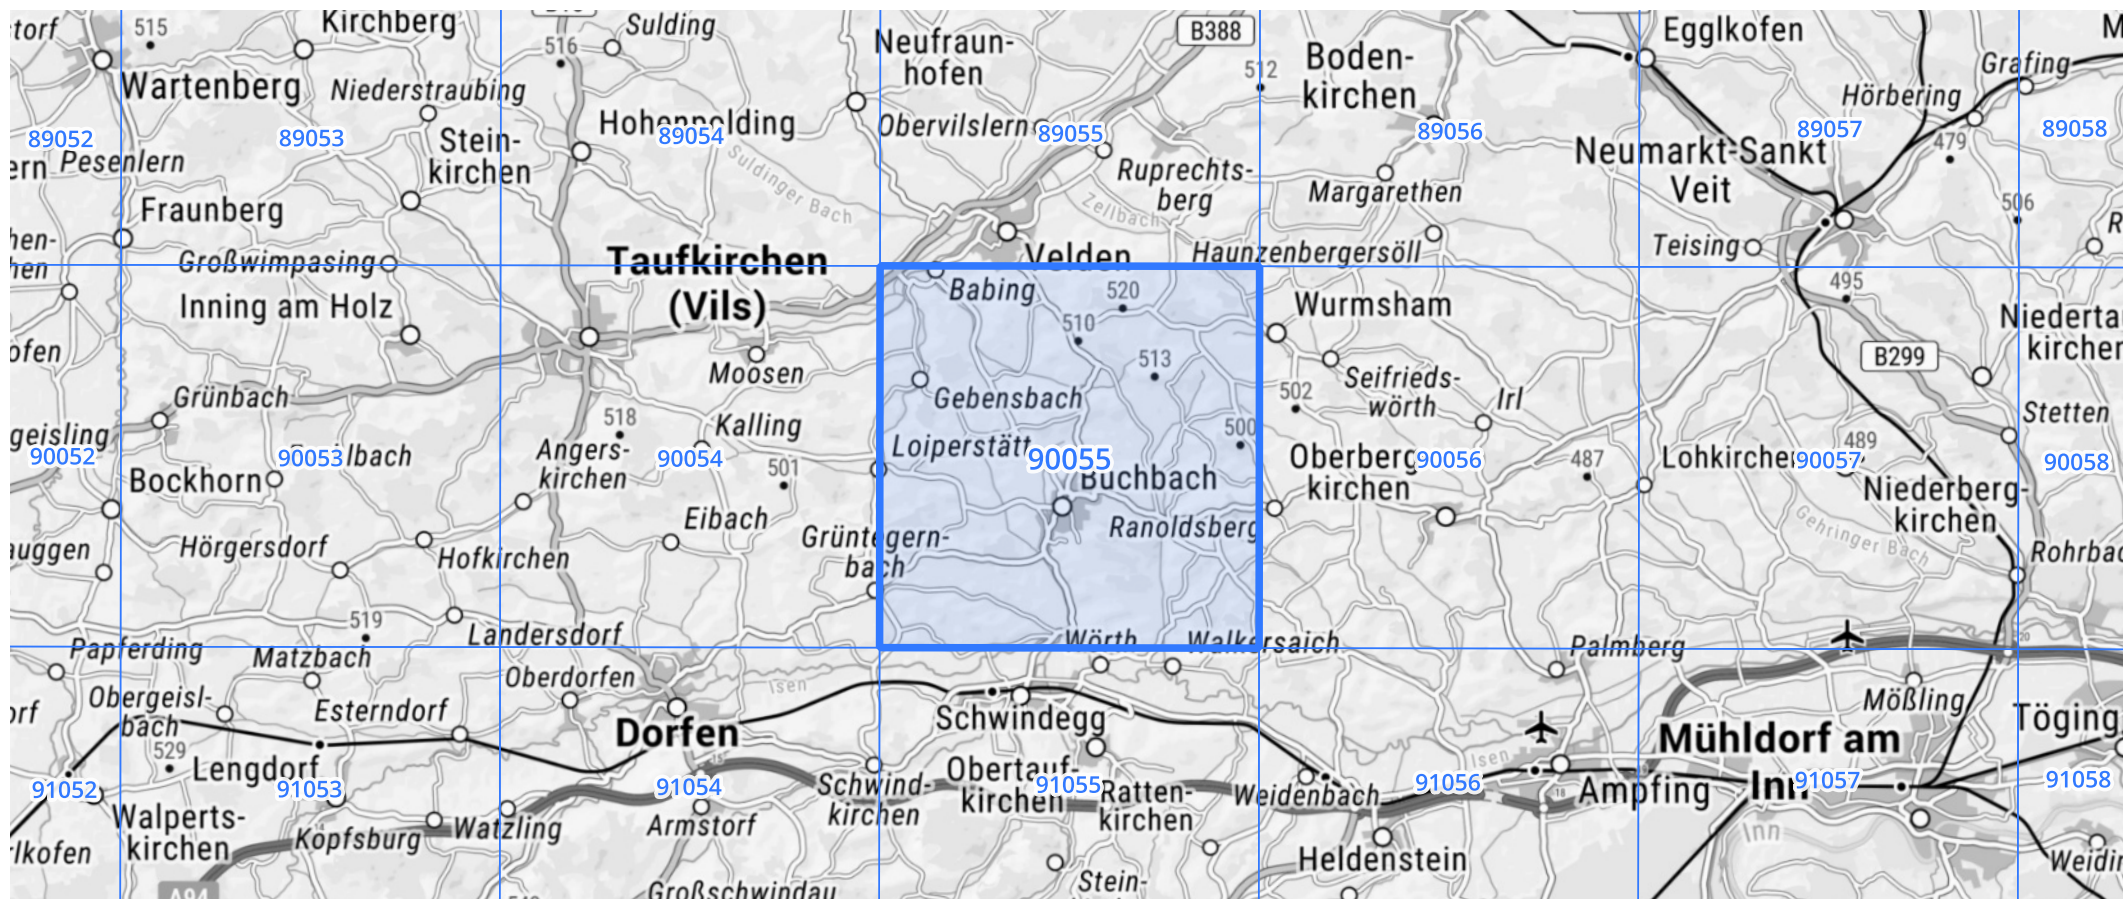 515
Kirchberg
Sulding
516
Neufraun-
hofen
B388
512
Boden-
kirchen
Egglkofen
Grafing
Wartenberg
Niederstraubing
Hörbering
89052
89053
89054
89055
89056
89057
89058
Pesenlern
Stein-
kirchen
Hohenpolding
Obervilslern
Suldinger Bach
Ruprechts-
berg
Zellbach
Margarethen
Neumarkt-Sankt
Veit
479
506
Fraunberg
Großwimpasing
Taufkirchen
(Vils)
Velden
Haunzenbergersöll
Teising
Inning am Holz
Babing
520
510
513
Wurmsham
495
B299
Moosen
Gebensbach
502
Seifrieds-
wörth
Irl
Stetten
Grünbach
518
Kalling
500
489
geisling
90052
90053
lbach
Angers-
kirchen
90054
501
Loiperstätt
90055
Buchbach
Oberberg
kirchen
90056
487
Lohkirchen
90057
90058
Bockhorn
Niederberg-
kirchen
Hörgersdorf
Hofkirchen
Eibach
Grüntegern-
bach
Ranoldsberg
Gehringer Bach
519
Landersdorf
Papferding
Matzbach
Oberdorfen
Isen
Wörth
Walkersaich
Palmberg
20
Obergeisl-
bach
Esterndorf
Dorfen
Schwindegg
Mößling
Mühldorf am
Inn
Töging
529
Lengdorf
15
Isen
91052
91053
91054
91055
91056
91057
91058
Walperts-
kirchen
Kopfsburg
Watzling
Armstorf
Schwind-
kirchen
Obertauf-
kirchen
Ratten-
kirchen
Weidenbach
18
Ampfing
Inn
A94
Großschwindau
Stein-
Heldenstein